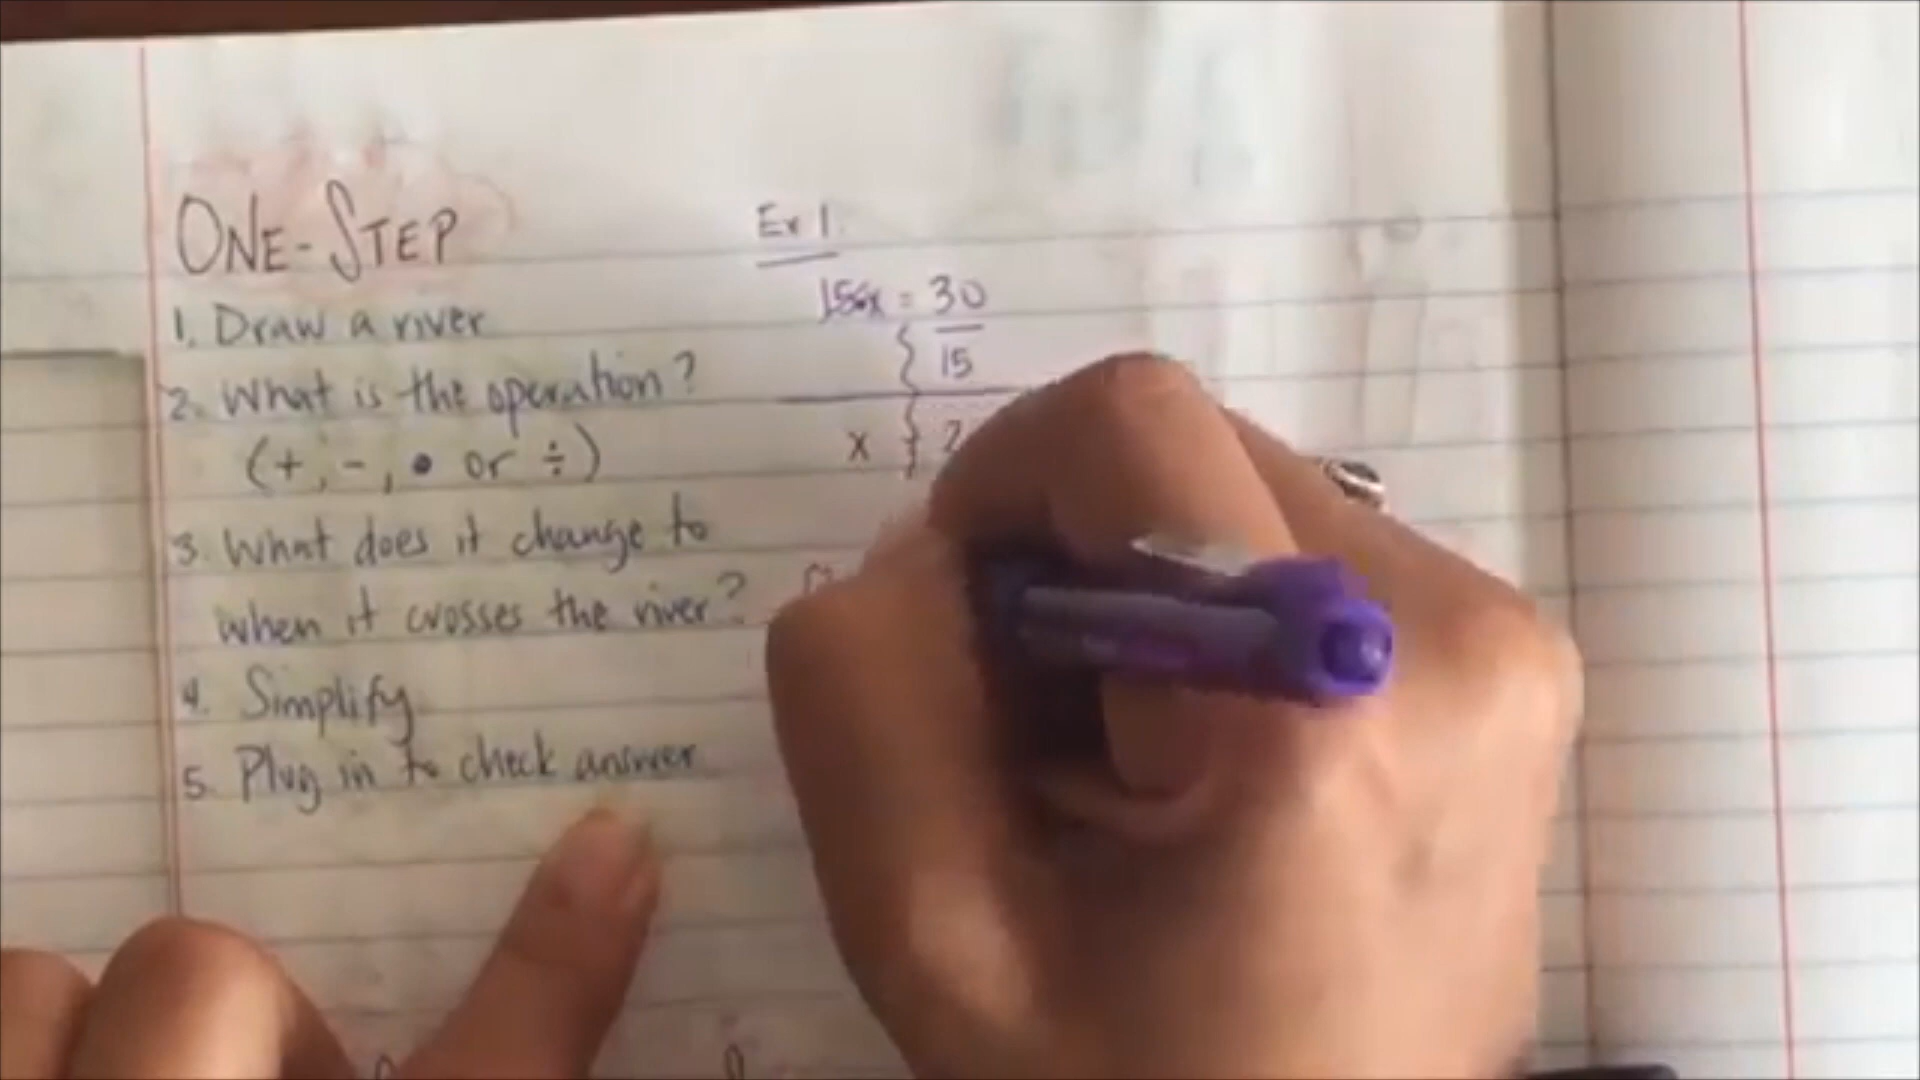 ONE-STEP
1. Draw a river
2. What is the operation?
(+, -, • or ÷)
3. What does it change to
when it crosses the river?
4. Simplify
5. Plug in to check answer
Ex 1.
= 30
15
x 2